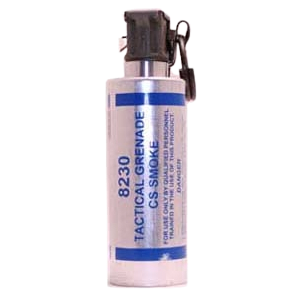 8230
TACTICAL GRENADE
CS SMOKE
FOR USE ONLY BY QUALIFIED PERSONNEL
TRAINED IN THE USE OF THIS PRODUCT
DANGER